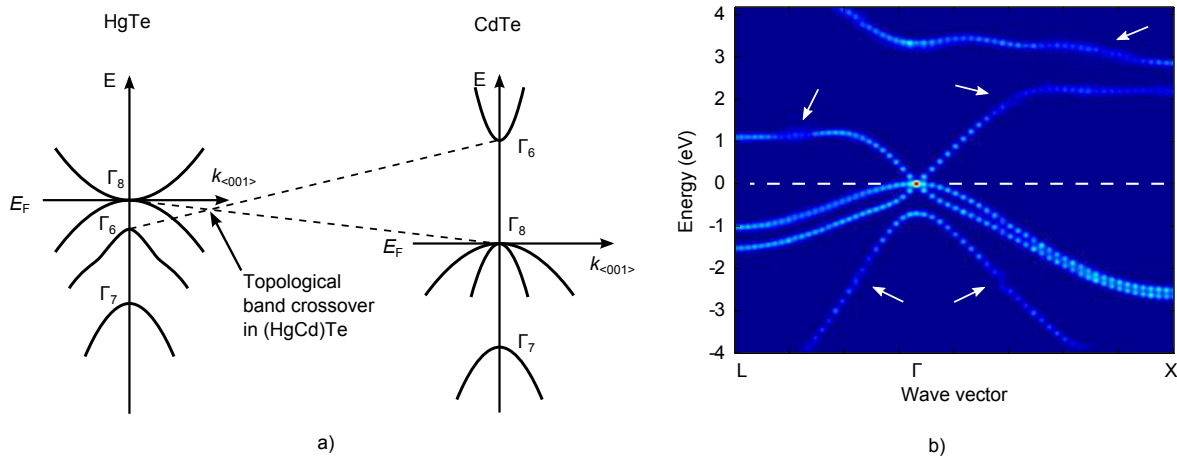 HgTe
CdTe
E
E
Γ8
k<001>
EF
Γ6
Γ7
Γ6
Γ8
EF
k<001>
Γ7
Topological
band crossover
in (HgCd)Te
a)
4
3
2
1
0
-1
-2
-3
-4
Energy (eV)
L Γ X
Wave vector
b)